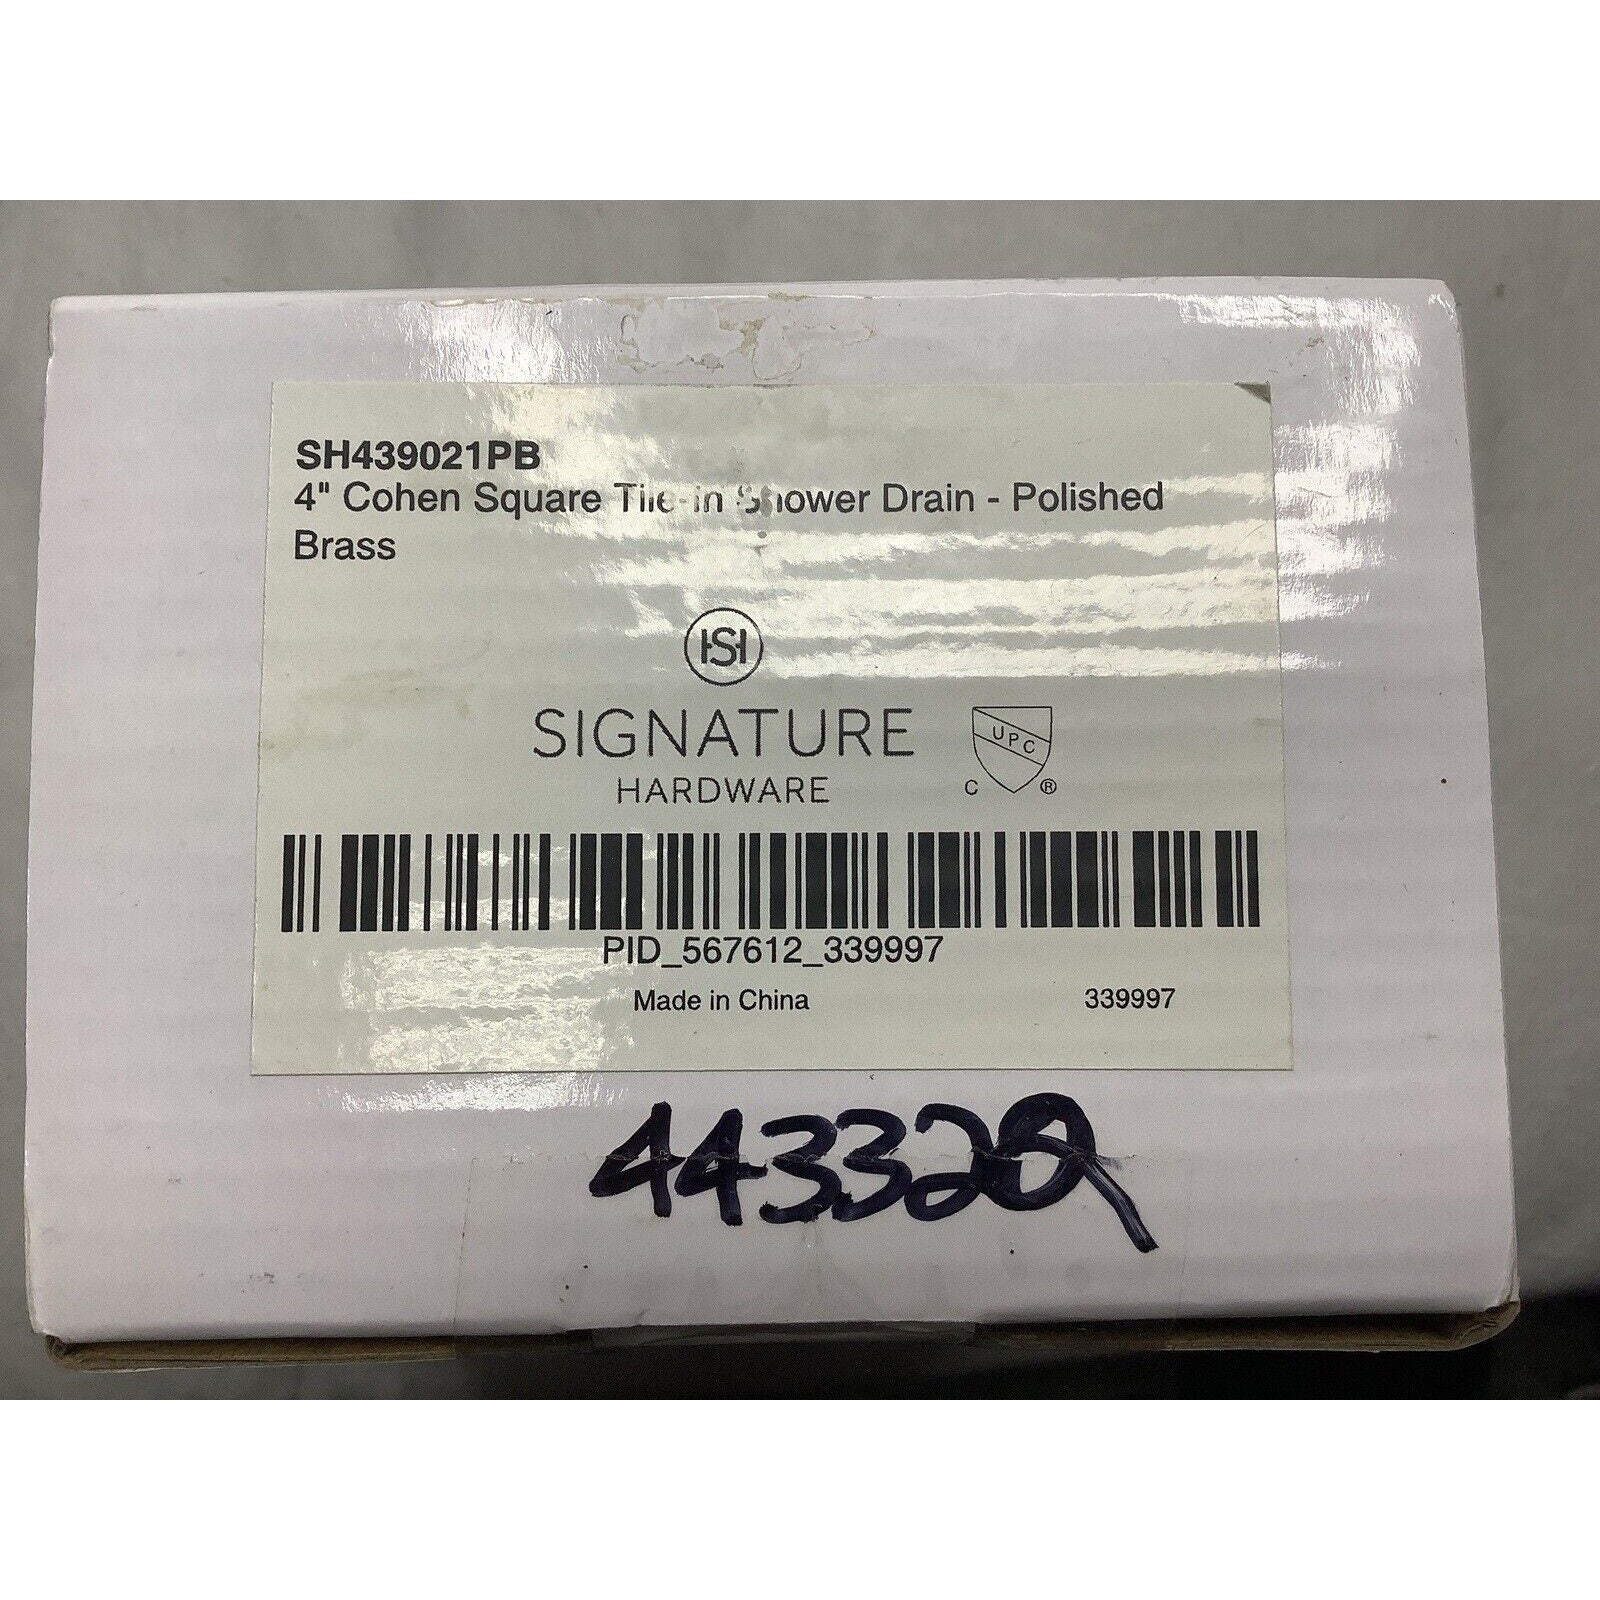 SH439021PB
4" Cohen Square Tile-in Shower Drain - Polished
Brass
SH
SIGNATURE
HARDWARE
UPC
C ®
PID_567612_339997
Made in China
339997
443320